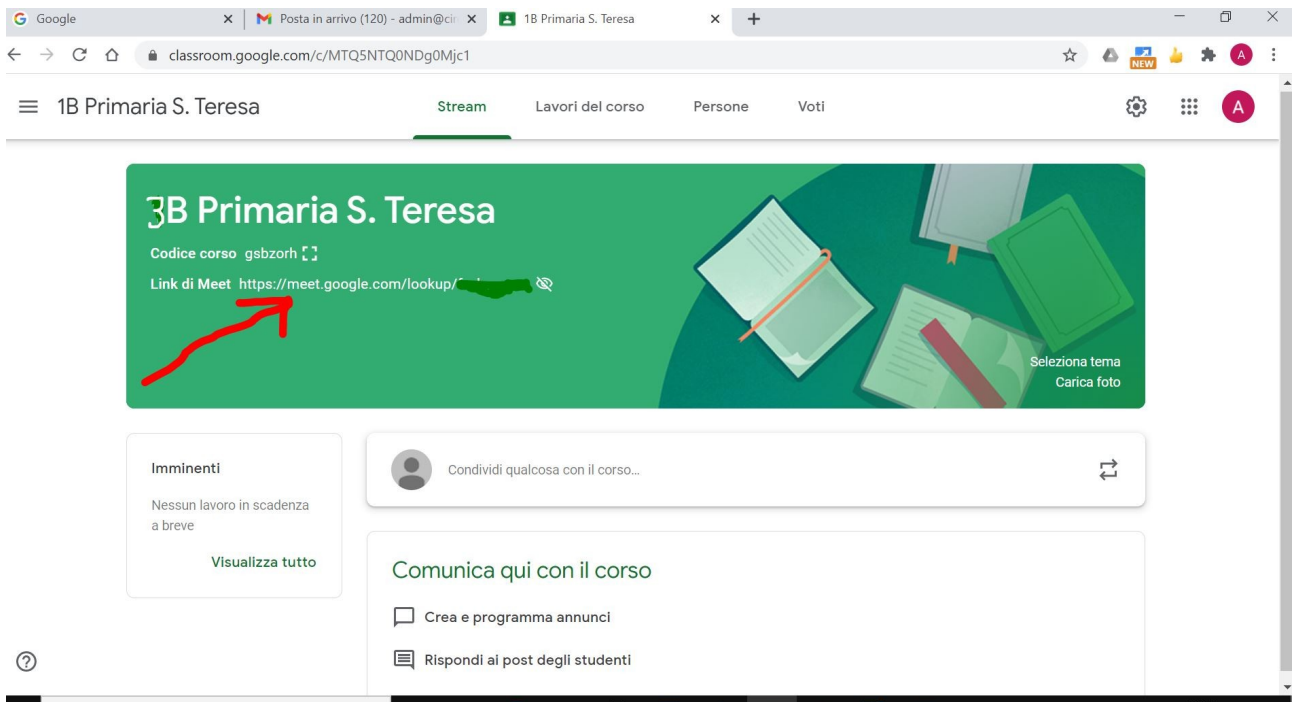 Google
Posta in arrivo (120) - admin@cir
1B Primaria S. Teresa
classroom.google.com/c/MTQ5NTQ0NDg0Mjc1
NEW
A
1B Primaria S. Teresa
Stream
Lavori del corso
Persone
Voti
A
3B Primaria S. Teresa
Codice corso gsbzorh
Link di Meet https://meet.google.com/lookup/
Seleziona tema
Carica foto
Imminenti
Nessun lavoro in scadenza
a breve
Visualizza tutto
Condividi qualcosa con il corso...
Comunica qui con il corso
Crea e programma annunci
Rispondi ai post degli studenti